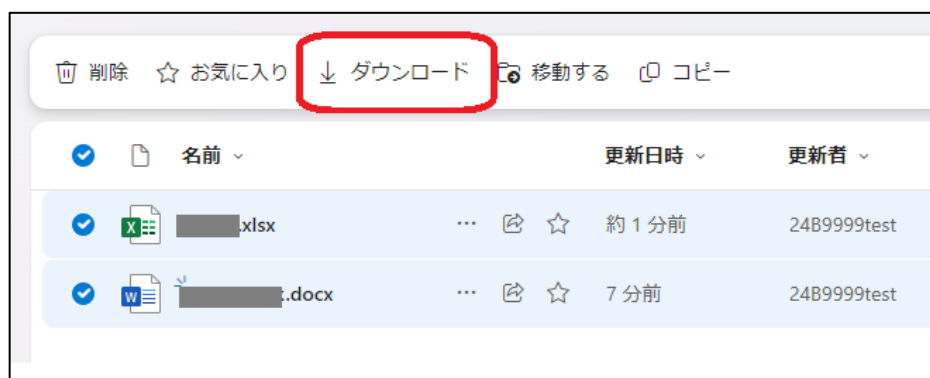 削除 お気に入り ダウンロード 移動する コピー
名前 更新日時 更新者
.xlsx 約 1 分前 24B9999test
.docx 7 分前 24B9999test